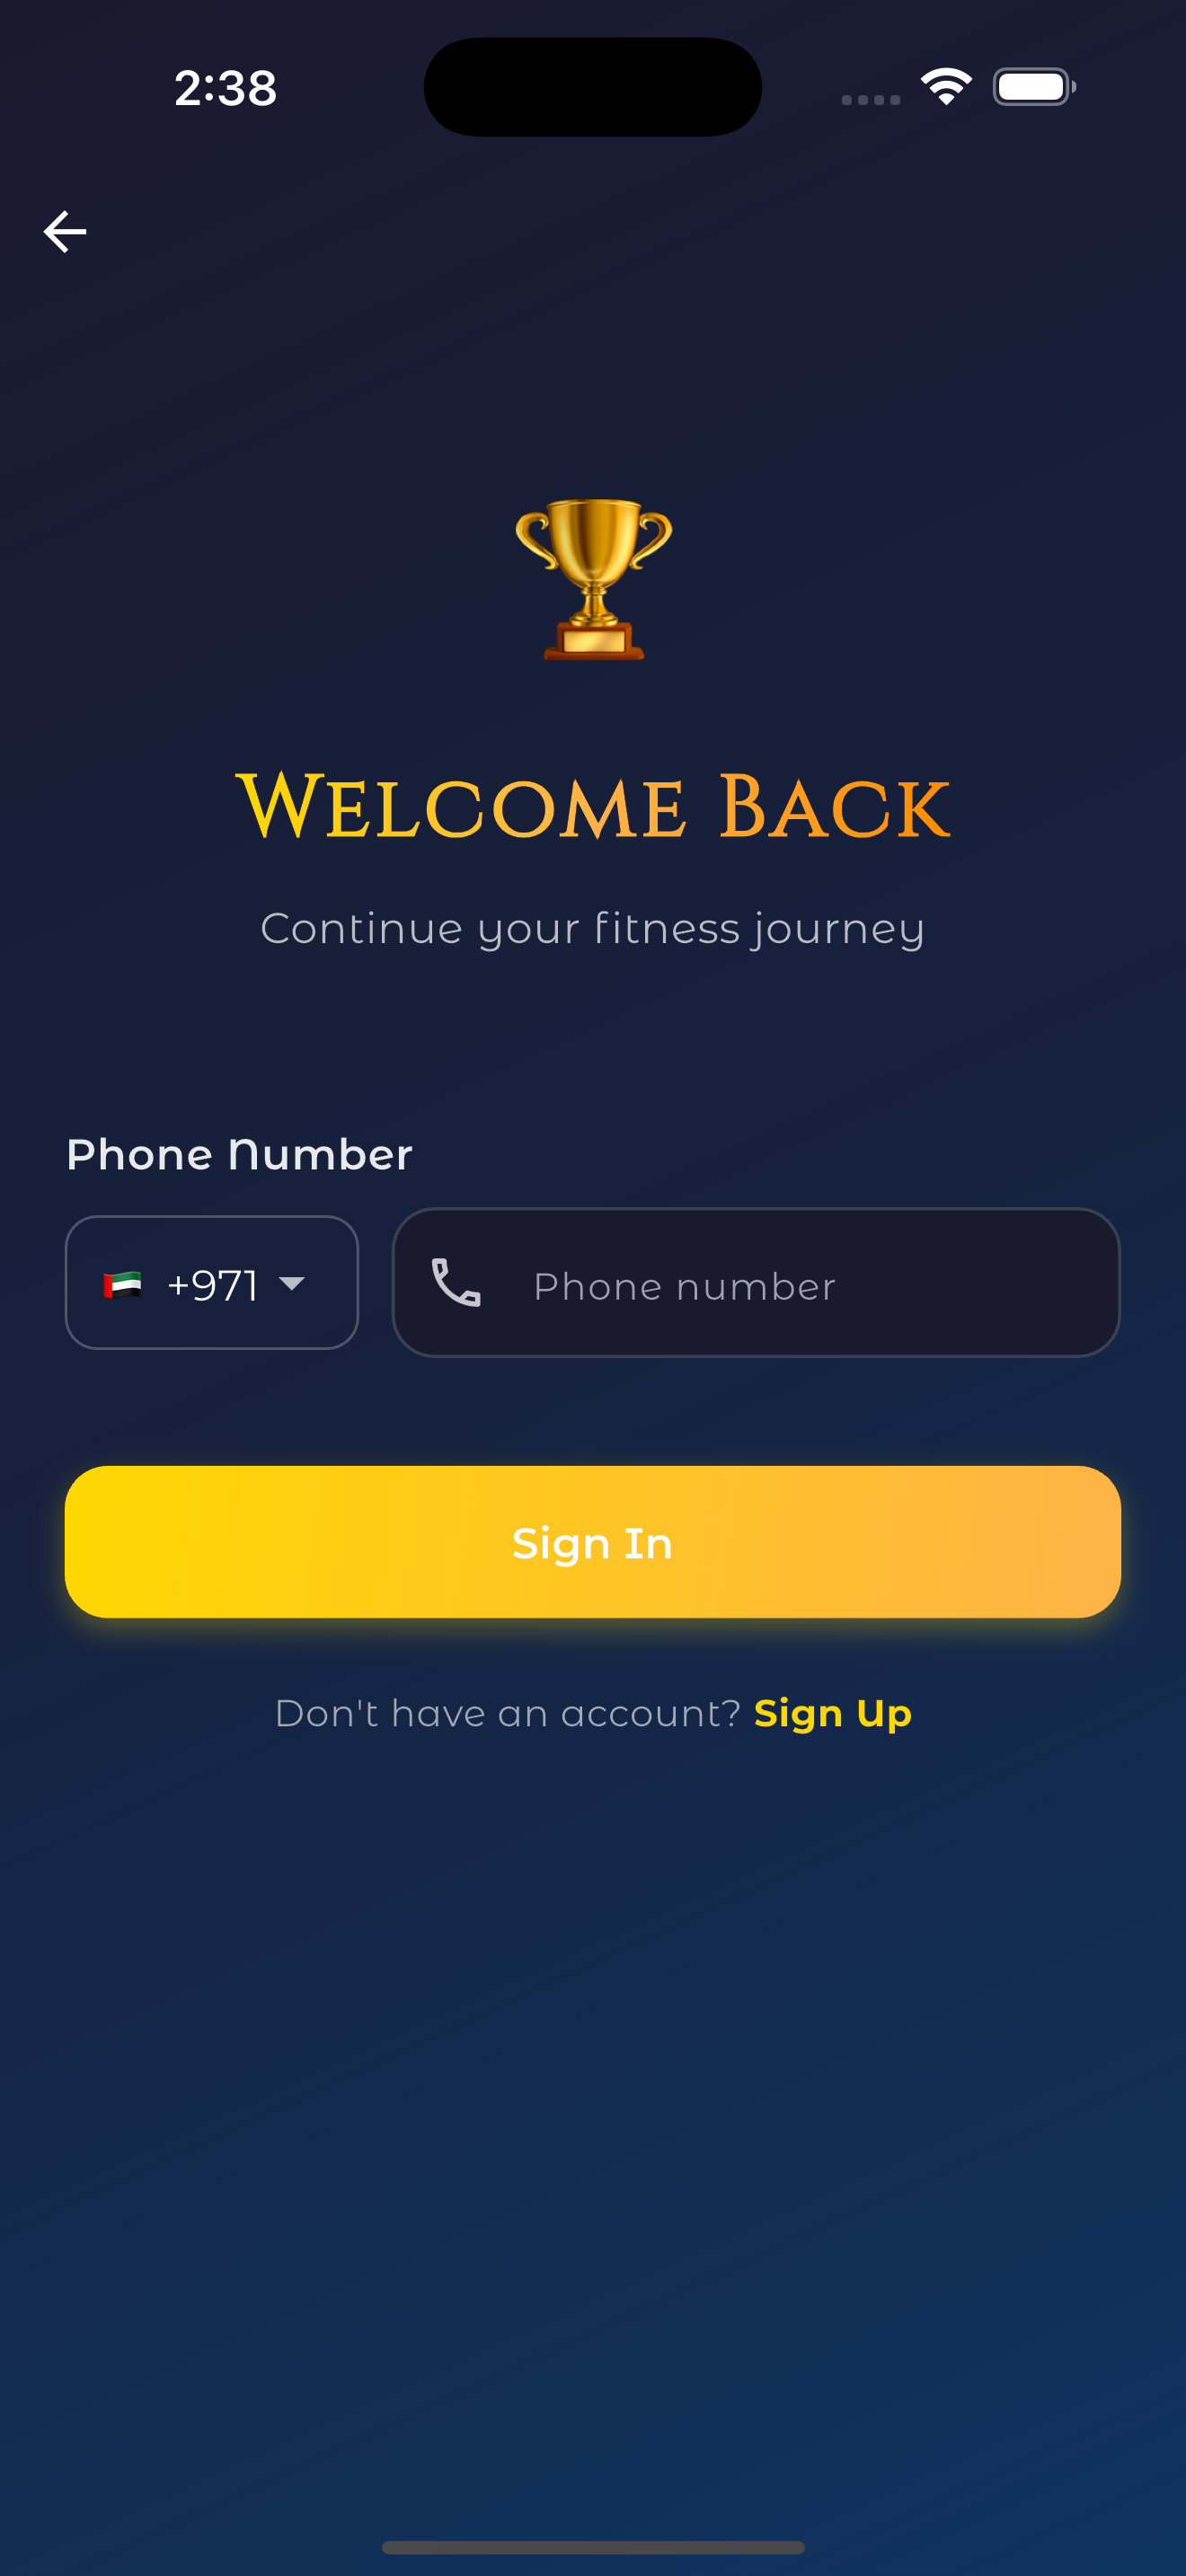 2:38
Welcome Back
Continue your fitness journey
Phone Number
+971
Phone number
Sign In
Don't have an account? Sign Up